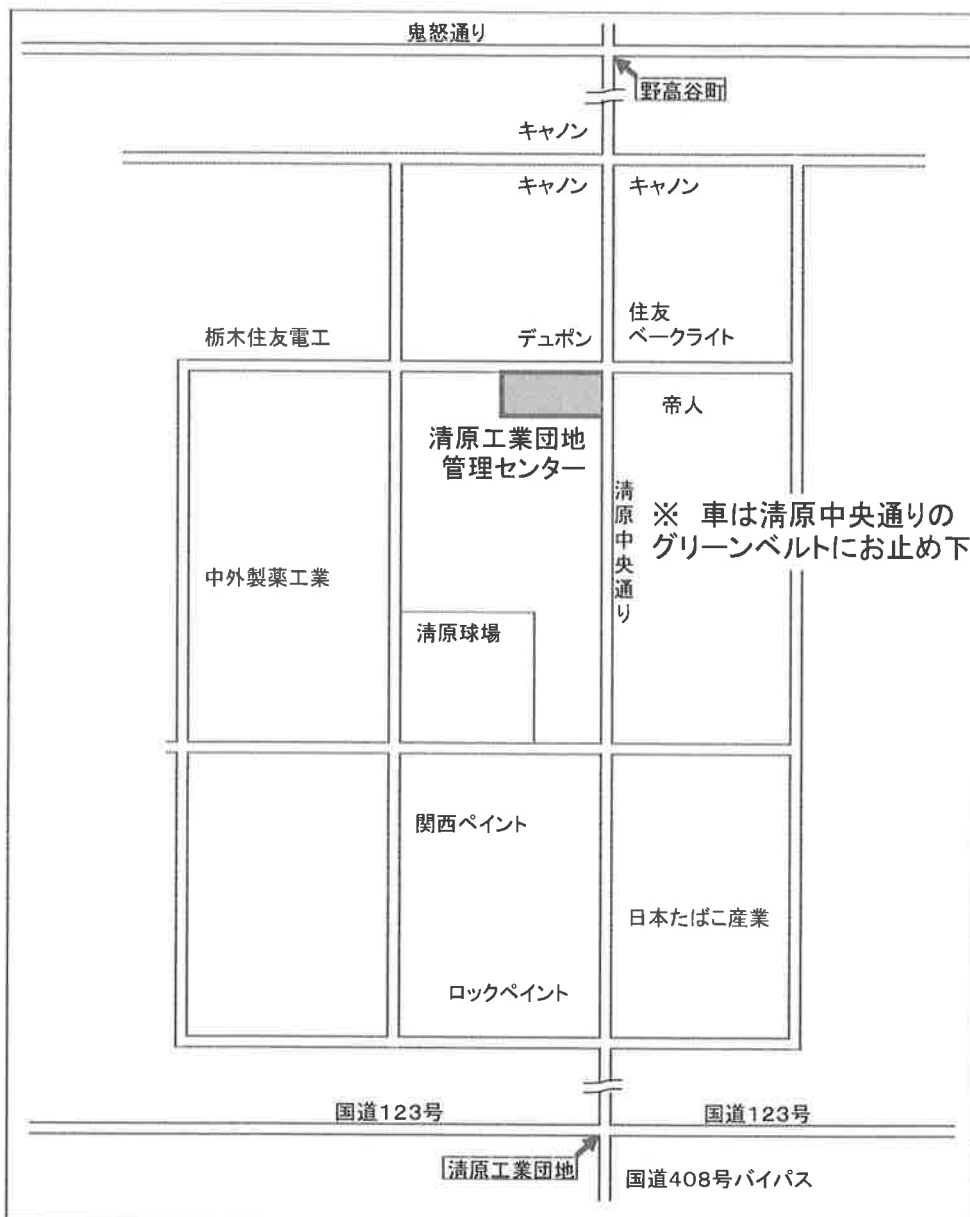 鬼怒通り
野高谷町
キャノン
キャノン
キャノン
住友
ベークライト
栃木住友電工
デュポン
帝人
清原工業団地
管理センター
清原中央通り
※ 車は清原中央通りの
グリーンベルトにお止め下
中外製薬工業
清原球場
関西ペイント
日本たばこ産業
ロックペイント
国道123号
国道123号
清原工業団地
国道408号バイパス